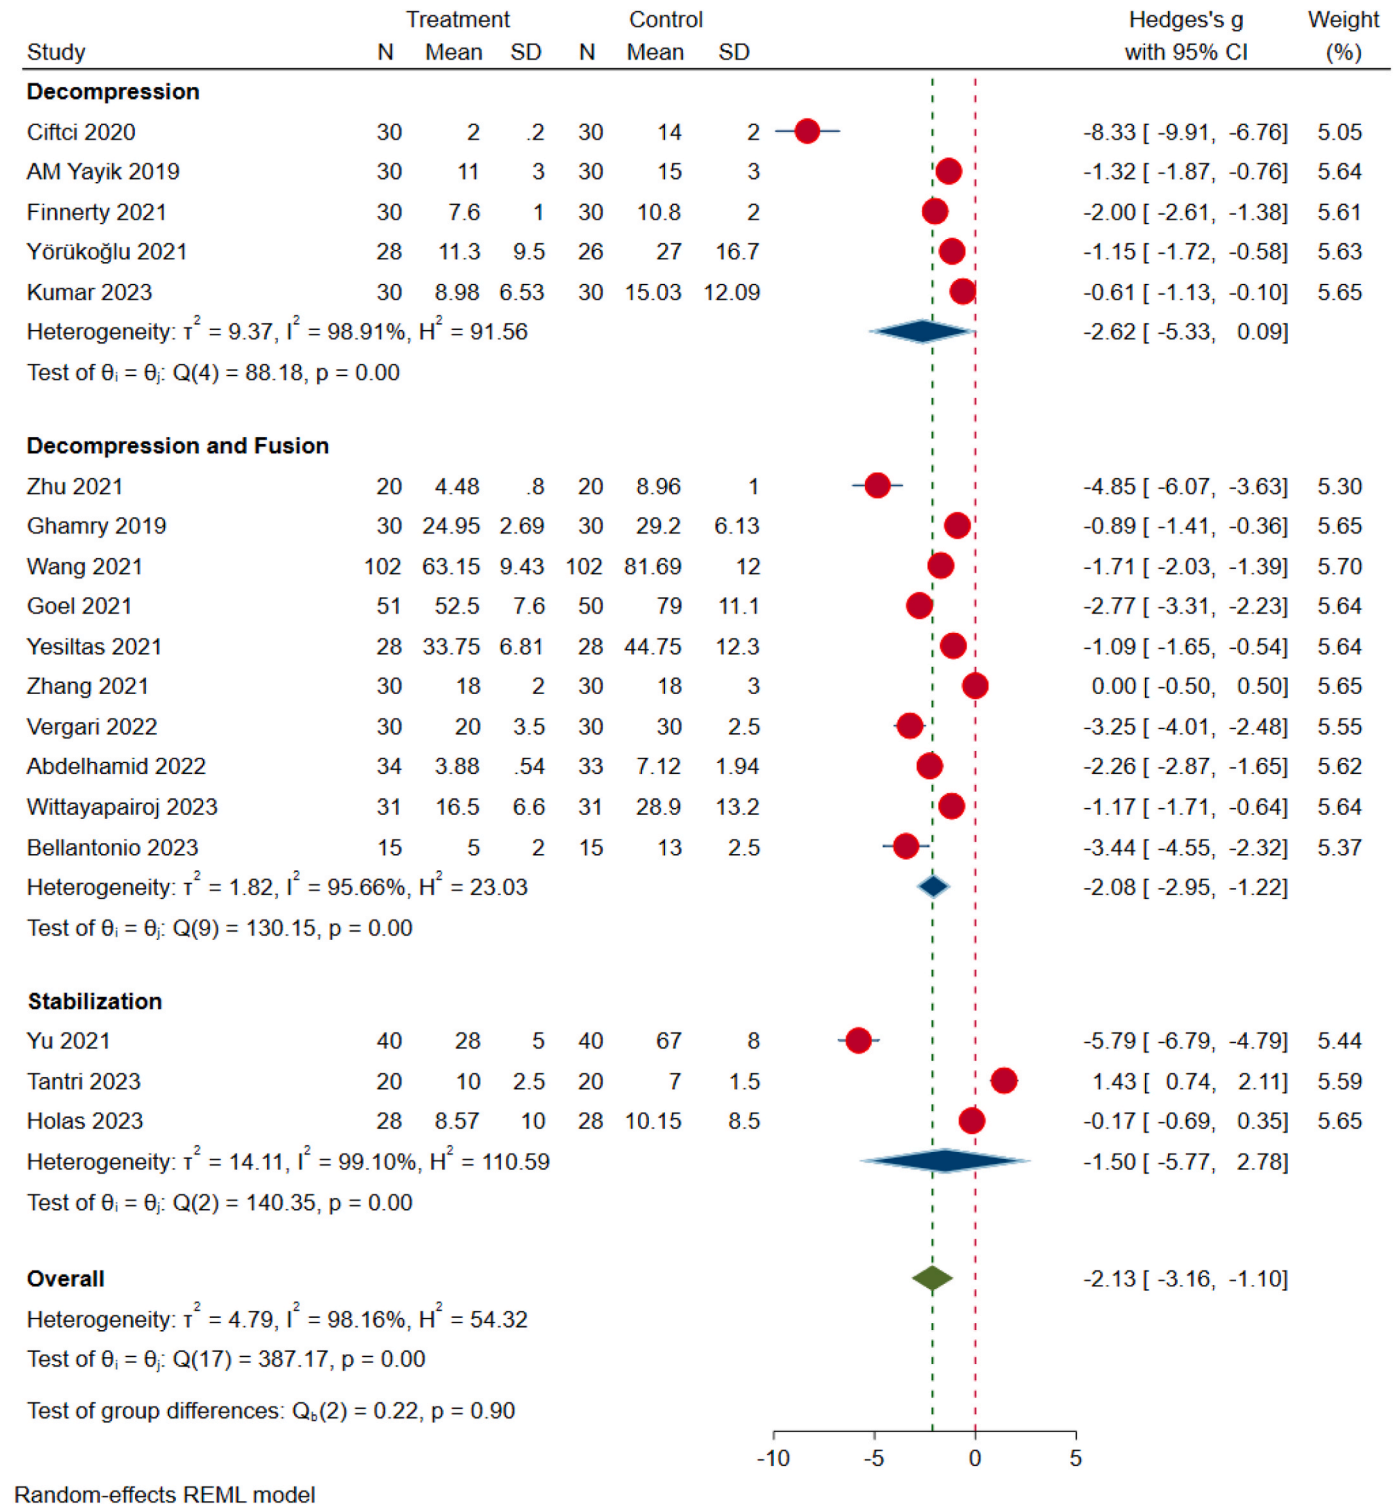 Treatment Control Hedges's g Weight
Study N Mean SD N Mean SD with 95% CI (%)
Decompression
Ciftci 2020 30 2 .2 30 14 2 -8.33 [ -9.91, -6.76] 5.05
AM Yayik 2019 30 11 3 30 15 3 -1.32 [ -1.87, -0.76] 5.64
Finnerty 2021 30 7.6 1 30 10.8 2 -2.00 [ -2.61, -1.38] 5.61
Yörükoğlu 2021 28 11.3 9.5 26 27 16.7 -1.15 [ -1.72, -0.58] 5.63
Kumar 2023 30 8.98 6.53 30 15.03 12.09 -0.61 [ -1.13, -0.10] 5.65
Heterogeneity: τ² = 9.37, I² = 98.91%, H² = 91.56 -2.62 [ -5.33, 0.09]
Test of θᵢ = θⱼ: Q(4) = 88.18, p = 0.00
Decompression and Fusion
Zhu 2021 20 4.48 .8 20 8.96 1 -4.85 [ -6.07, -3.63] 5.30
Ghamry 2019 30 24.95 2.69 30 29.2 6.13 -0.89 [ -1.41, -0.36] 5.65
Wang 2021 102 63.15 9.43 102 81.69 12 -1.71 [ -2.03, -1.39] 5.70
Goel 2021 51 52.5 7.6 50 79 11.1 -2.77 [ -3.31, -2.23] 5.64
Yesiltas 2021 28 33.75 6.81 28 44.75 12.3 -1.09 [ -1.65, -0.54] 5.64
Zhang 2021 30 18 2 30 18 3 0.00 [ -0.50, 0.50] 5.65
Vergari 2022 30 20 3.5 30 30 2.5 -3.25 [ -4.01, -2.48] 5.55
Abdelhamid 2022 34 3.88 .54 33 7.12 1.94 -2.26 [ -2.87, -1.65] 5.62
Wittayapairoj 2023 31 16.5 6.6 31 28.9 13.2 -1.17 [ -1.71, -0.64] 5.64
Bellantonio 2023 15 5 2 15 13 2.5 -3.44 [ -4.55, -2.32] 5.37
Heterogeneity: τ² = 1.82, I² = 95.66%, H² = 23.03 -2.08 [ -2.95, -1.22]
Test of θᵢ = θⱼ: Q(9) = 130.15, p = 0.00
Stabilization
Yu 2021 40 28 5 40 67 8 -5.79 [ -6.79, -4.79] 5.44
Tantri 2023 20 10 2.5 20 7 1.5 1.43 [ 0.74, 2.11] 5.59
Holas 2023 28 8.57 10 28 10.15 8.5 -0.17 [ -0.69, 0.35] 5.65
Heterogeneity: τ² = 14.11, I² = 99.10%, H² = 110.59 -1.50 [ -5.77, 2.78]
Test of θᵢ = θⱼ: Q(2) = 140.35, p = 0.00
Overall -2.13 [ -3.16, -1.10]
Heterogeneity: τ² = 4.79, I² = 98.16%, H² = 54.32
Test of θᵢ = θⱼ: Q(17) = 387.17, p = 0.00
Test of group differences: Q_b(2) = 0.22, p = 0.90
-10 -5 0 5
Random-effects REML model